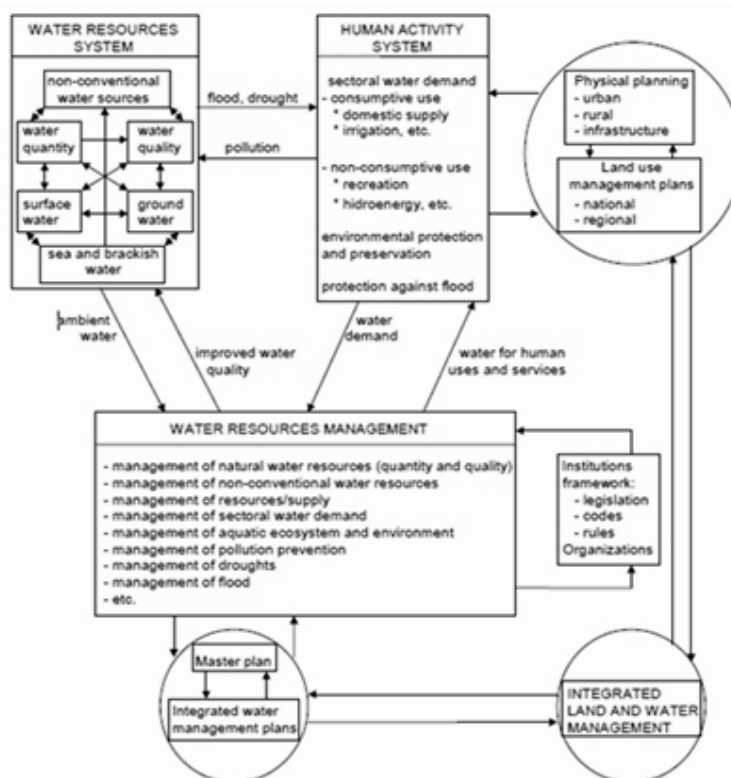 WATER RESOURCES
SYSTEM
non-conventional
water sources
water
quantity
water
quality
surface
water
ground
water
sea and brackish
water
flood, drought
pollution
HUMAN ACTIVITY
SYSTEM
sectoral water demand
- consumptive use
* domestic supply
* irrigation, etc.
- non-consumptive use
* recreation
* hidroenergy, etc.
environmental protection
and preservation
protection against flood
Physical planning
- urban
- rural
- infrastructure
Land use
management plans
- national
- regional
ambient
water
improved water
quality
water
demand
water for human
uses and services
WATER RESOURCES MANAGEMENT
- management of natural water resources (quantity and quality)
- management of non-conventional water resources
- management of resources/supply
- management of sectoral water demand
- management of aquatic ecosystem and environment
- management of pollution prevention
- management of droughts
- management of flood
- etc.
Institutions
framework:
- legislation
- codes
- rules
Organizations
Master plan
Integrated water
management plans
INTEGRATED
LAND AND WATER
MANAGEMENT